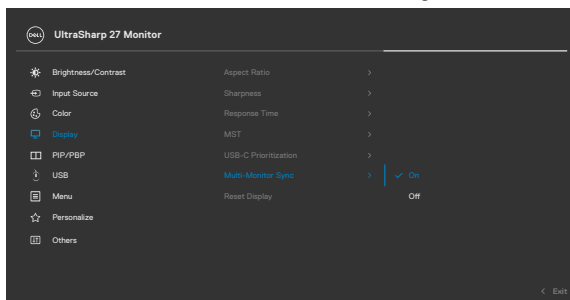 DELL UltraSharp 27 Monitor
Brightness/Contrast Aspect Ratio >
Input Source Sharpness >
Color Response Time >
Display MST >
PIP/PBP USB-C Prioritization >
USB Multi-Monitor Sync > ✓ On
Menu Reset Display Off
Personalize
Others
< Exit